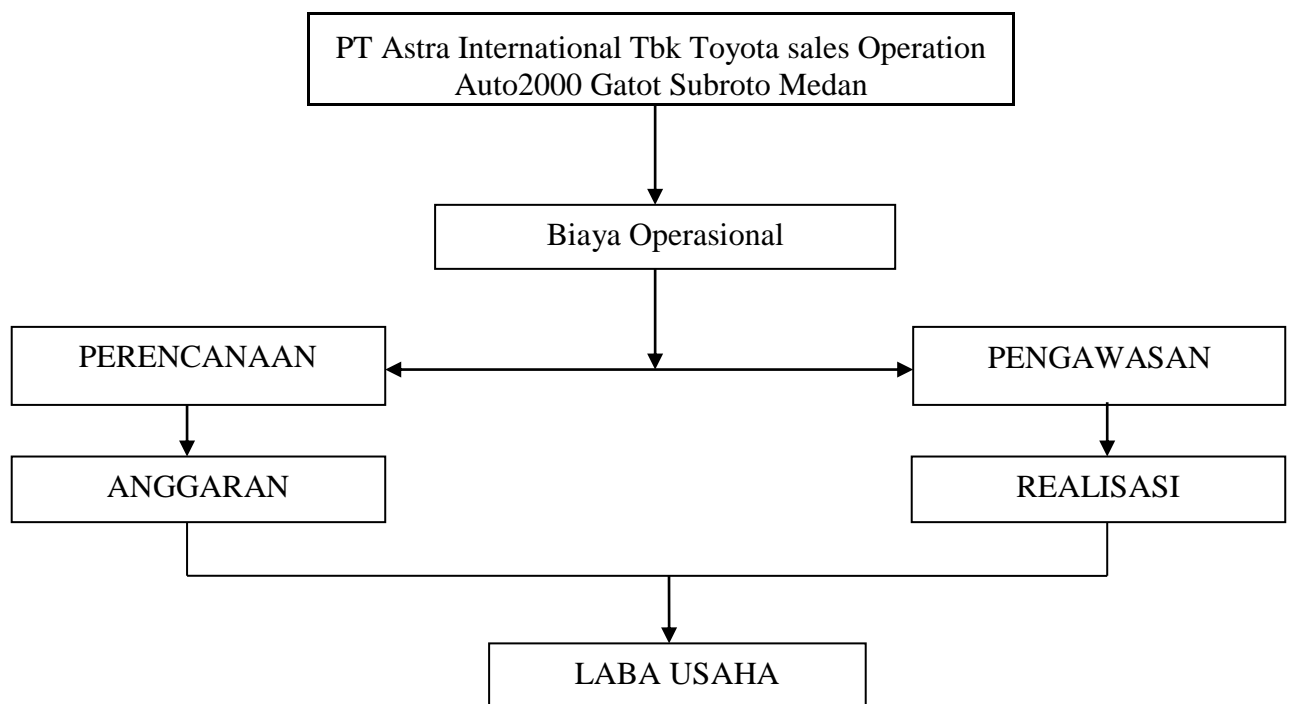 PT Astra International Tbk Toyota sales Operation
Auto2000 Gatot Subroto Medan
Biaya Operasional
PERENCANAAN
PENGAWASAN
ANGGARAN
REALISASI
LABA USAHA